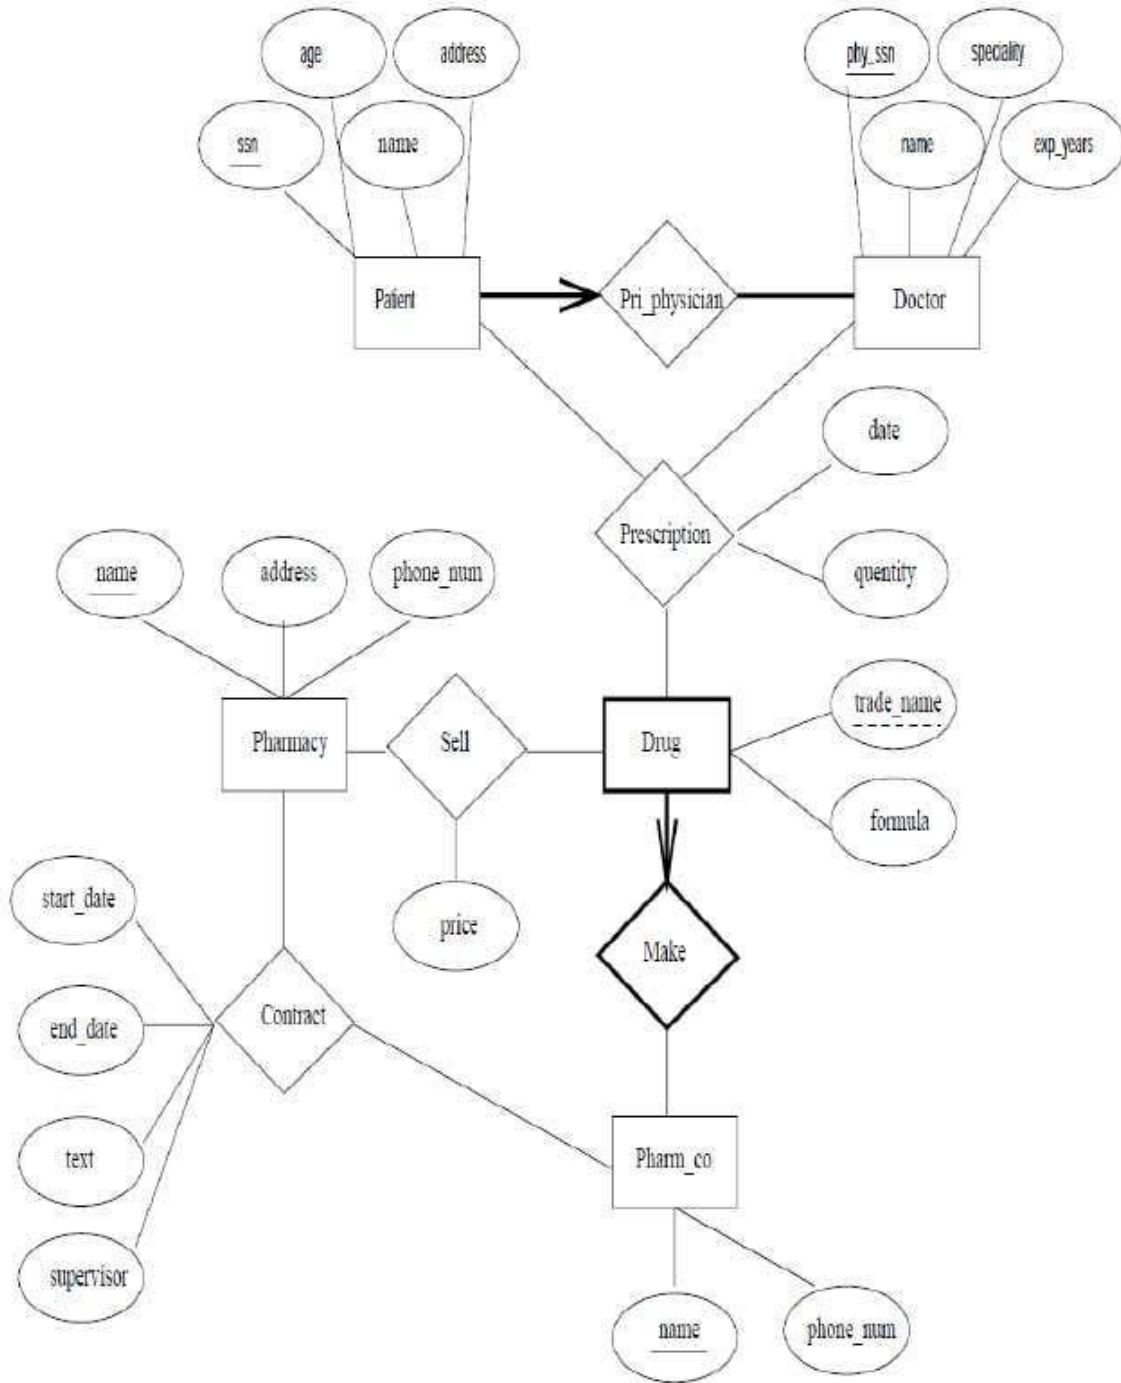 age
address
phy_ssn
speciality
ssn
name
name
exp_years
Patient
Pri_physician
Doctor
date
Prescription
name
address
phone_num
quentity
trade_name
Pharmacy
Sell
Drug
formula
start_date
price
Make
Contract
end_date
text
Pharm_co
supervisor
name
phone_num